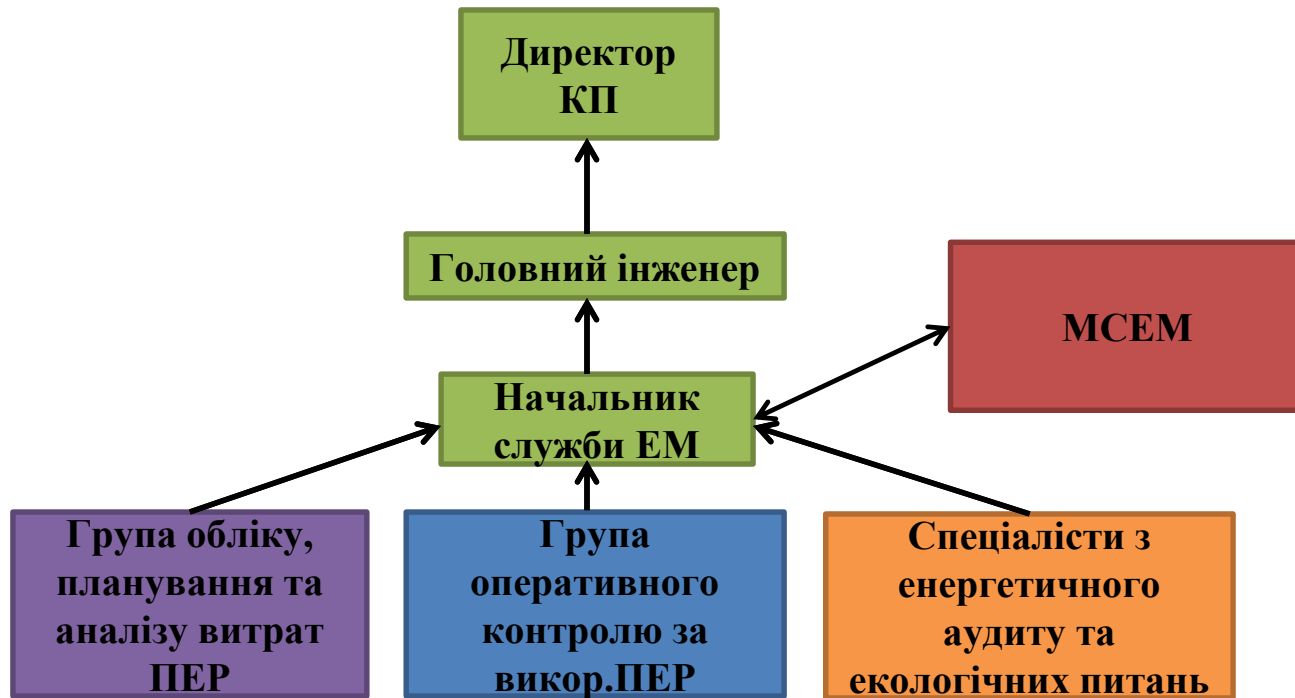 Директор
КП
Головний інженер
МСЕМ
Начальник
служби ЕМ
Група обліку,
планування та
аналізу витрат
ПЕР
Група
оперативного
контролю за
викор.ПЕР
Спеціалісти з
енергетичного
аудиту та
екологічних питань